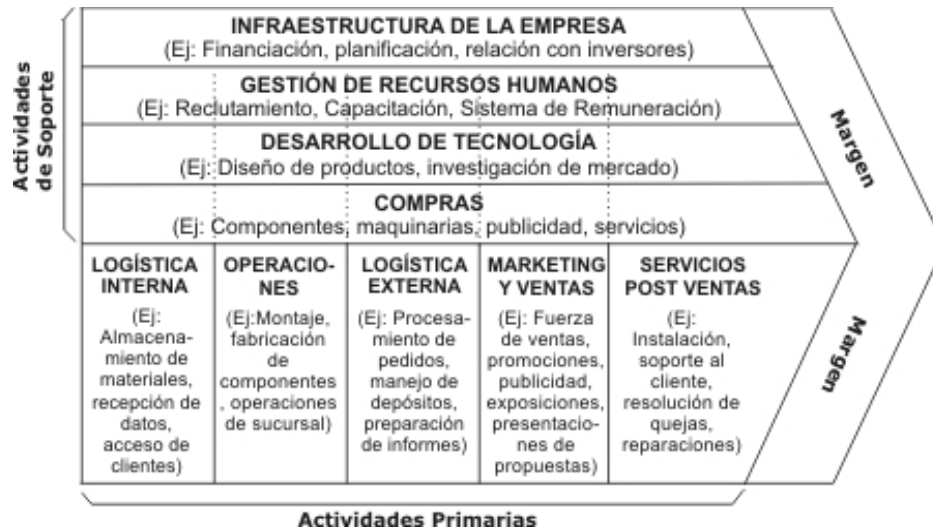 Actividades
de Soporte
INFRAESTRUCTURA DE LA EMPRESA
(Ej: Financiación, planificación, relación con inversores)
GESTIÓN DE RECURSOS HUMANOS
(Ej: Reclutamiento, Capacitación, Sistema de Remuneración)
DESARROLLO DE TECNOLOGÍA
(Ej: Diseño de productos, investigación de mercado)
COMPRAS
(Ej: Componentes, maquinarias, publicidad, servicios)
Margen
LOGÍSTICA
INTERNA
(Ej:
Almacena-
miento de
materiales,
recepción de
datos,
acceso de
clientes)
OPERACIO-
NES
(Ej:Montaje,
fabricación
de
componentes
, operaciones
de sucursal)
LOGÍSTICA
EXTERNA
(Ej: Procesa-
miento de
pedidos,
manejo de
depósitos,
preparación
de informes)
MARKETING
Y VENTAS
(Ej: Fuerza
de ventas,
promociones,
publicidad,
exposiciones,
presentacio-
nes de
propuestas)
SERVICIOS
POST VENTAS
(Ej:
Instalación,
soporte al
cliente,
resolución de
quejas,
reparaciones)
Margen
Actividades Primarias